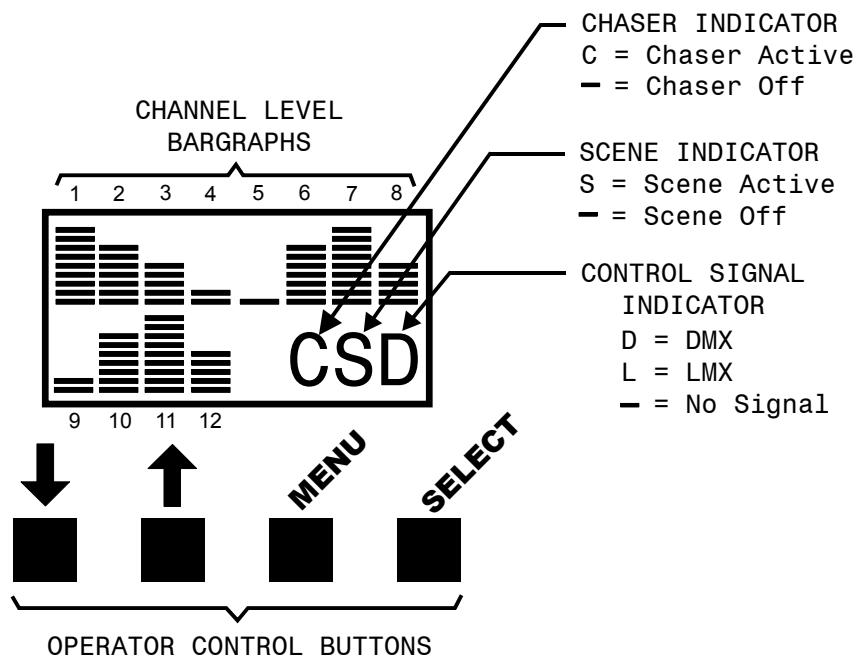 CHASER INDICATOR
C = Chaser Active
— = Chaser Off
CHANNEL LEVEL
BARGRAPHS
SCENE INDICATOR
S = Scene Active
— = Scene Off
1 2 3 4 5 6 7 8
CONTROL SIGNAL
INDICATOR
D = DMX
L = LMX
— = No Signal
CSD
9 10 11 12
MENU
SELECT
OPERATOR CONTROL BUTTONS